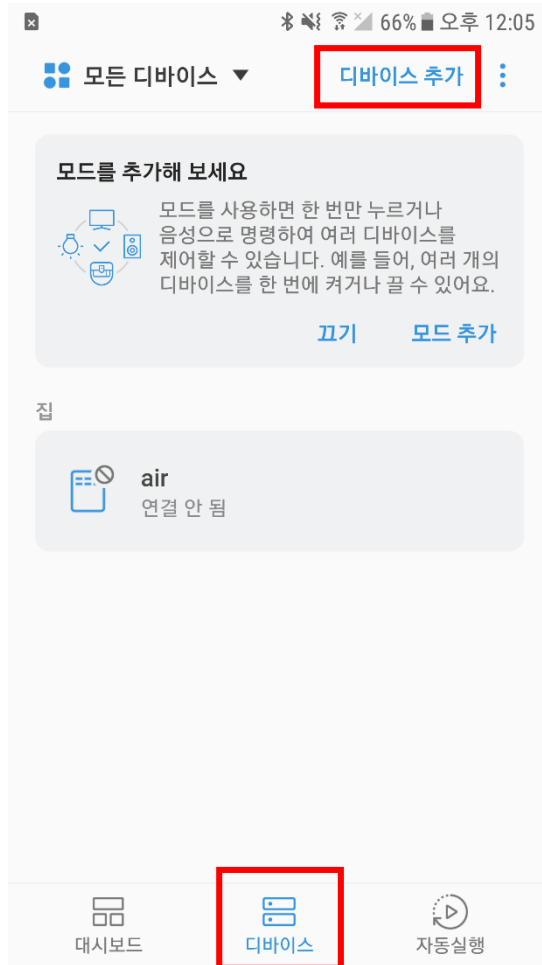 66% 오후 12:05
모든 디바이스 디바이스 추가
모드를 추가해 보세요
모드를 사용하면 한 번만 누르거나
음성으로 명령하여 여러 디바이스를
제어할 수 있습니다. 예를 들어, 여러 개의
디바이스를 한 번에 켜거나 끌 수 있어요.
끄기 모드 추가
집
air
연결 안 됨
대시보드 디바이스 자동실행